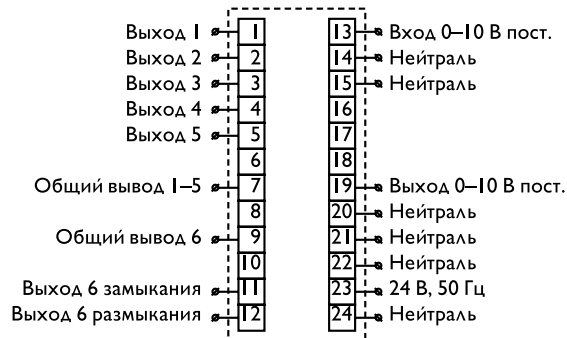 Выход 1 1 13 Вход 0–10 В пост.
Выход 2 2 14 Нейтраль
Выход 3 3 15 Нейтраль
Выход 4 4 16
Выход 5 5 17
6 18
Общий вывод 1–5 7 19 Выход 0–10 В пост.
8 20 Нейтраль
Общий вывод 6 9 21 Нейтраль
10 22 Нейтраль
Выход 6 замыкания 11 23 24 В, 50 Гц
Выход 6 размыкания 12 24 Нейтраль